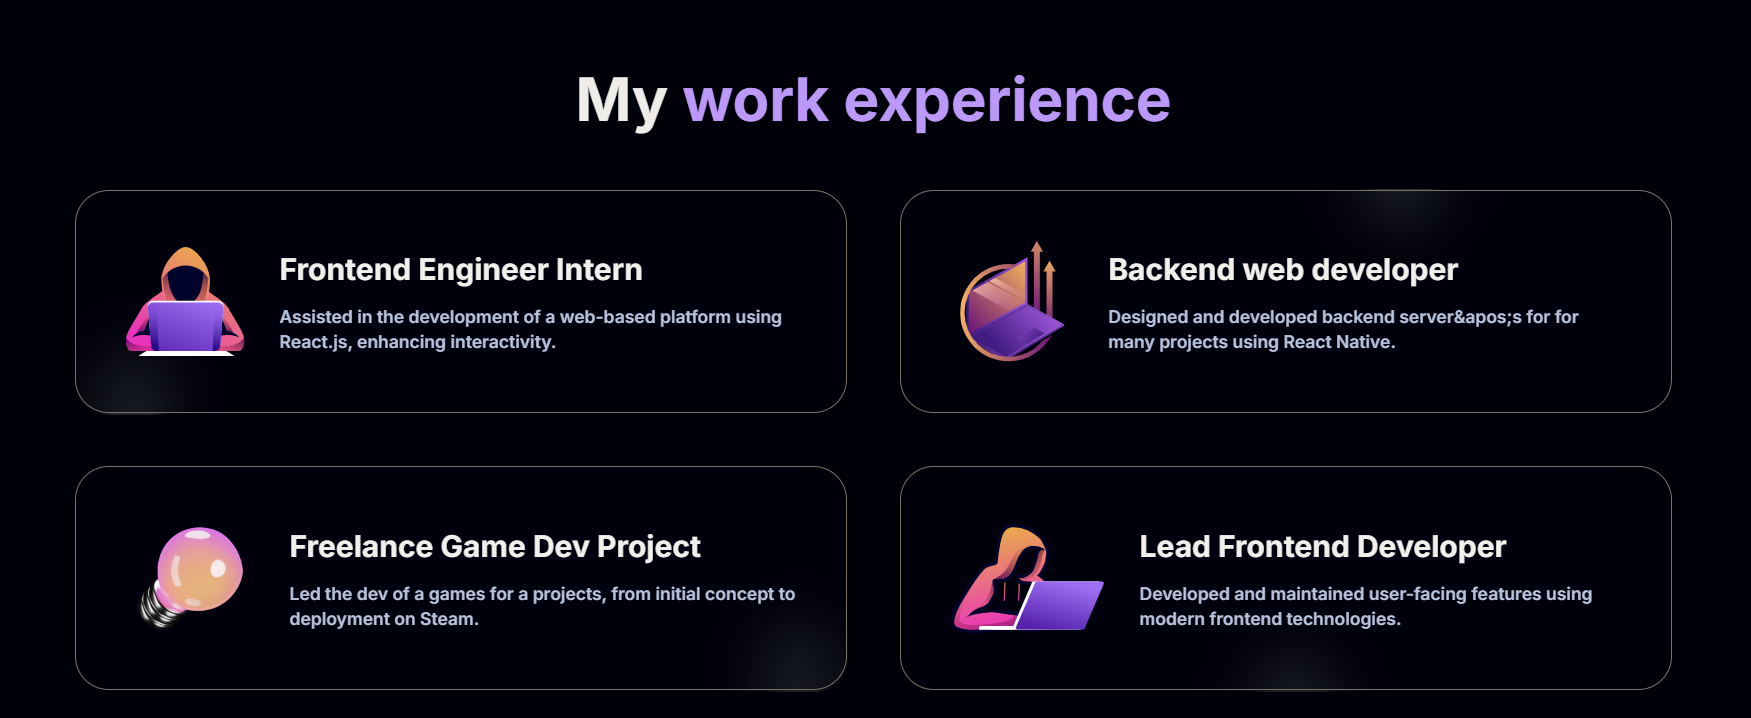 My work experience
Frontend Engineer Intern
Assisted in the development of a web-based platform using
React.js, enhancing interactivity.
Backend web developer
Designed and developed backend server&apos;s for for
many projects using React Native.
Freelance Game Dev Project
Led the dev of a games for a projects, from initial concept to
deployment on Steam.
Lead Frontend Developer
Developed and maintained user-facing features using
modern frontend technologies.